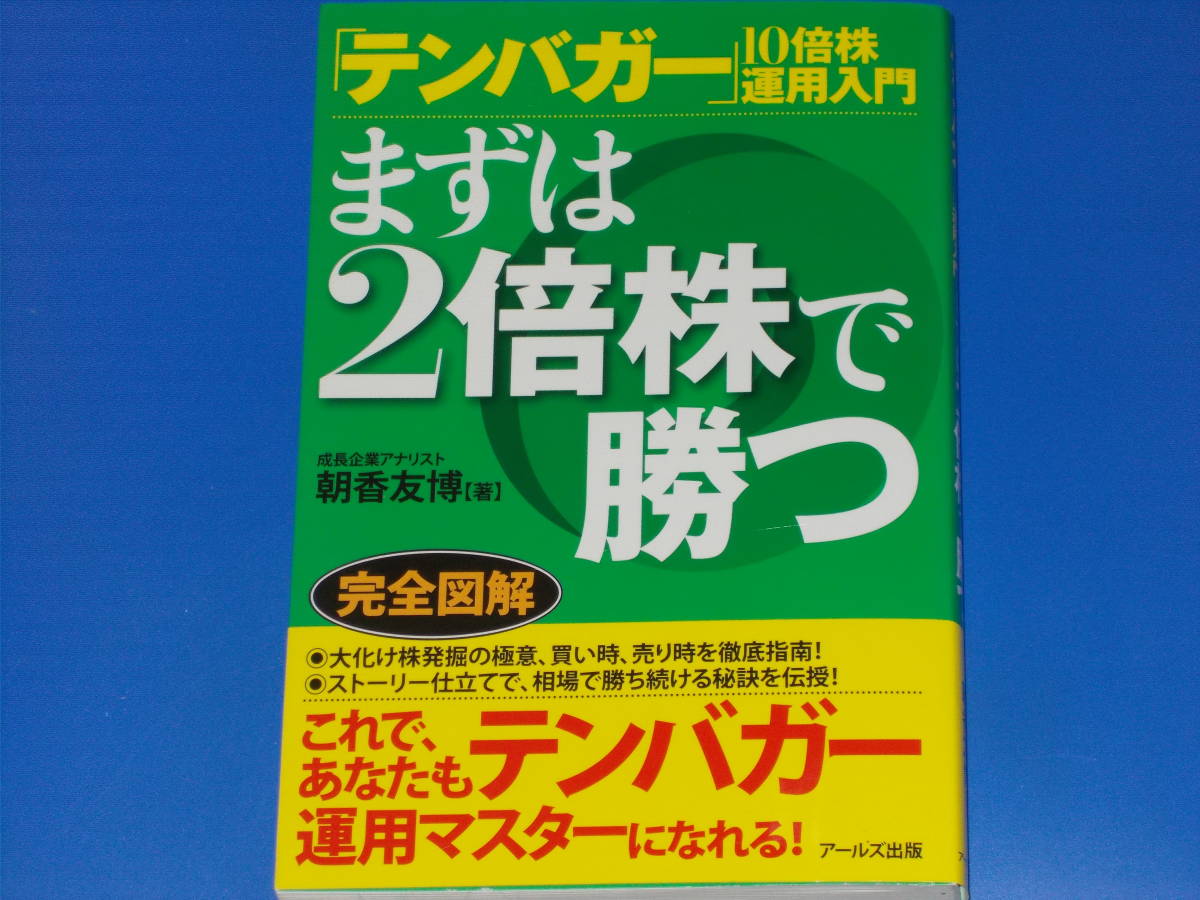 「テンバガー」10倍株
運用入門
まずは
2倍株で
勝つ
成長企業アナリスト
朝香友博【著】
完全図解
◉大化け株発掘の極意、買い時、売り時を徹底指南！
◉ストーリー仕立てで、相場で勝ち続ける秘訣を伝授！
これで、
あなたもテンバガー
運用マスターになれる！
アールズ出版